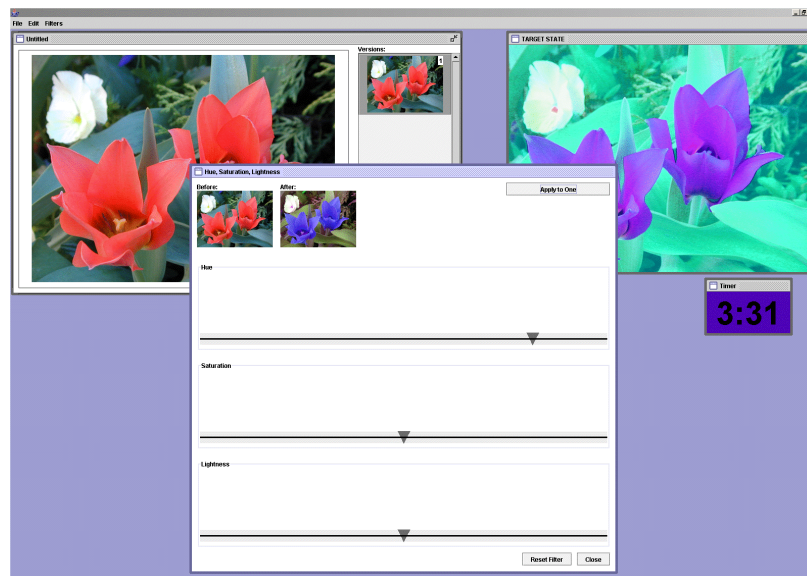 File Edit Filters
Untitled
Versions:
1
TARGET STATE
Hue, Saturation, Lightness
Before:
After:
Apply to One
Hue
Saturation
Lightness
Reset Filter
Close
Timer
3:31